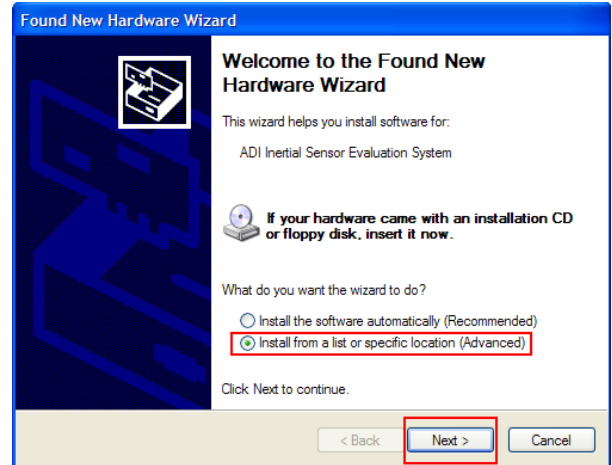 Found New Hardware Wizard
Welcome to the Found New
Hardware Wizard
This wizard helps you install software for:
ADI Inertial Sensor Evaluation System
If your hardware came with an installation CD
or floppy disk, insert it now.
What do you want the wizard to do?
Install the software automatically (Recommended)
Install from a list or specific location (Advanced)
Click Next to continue.
< Back Next > Cancel